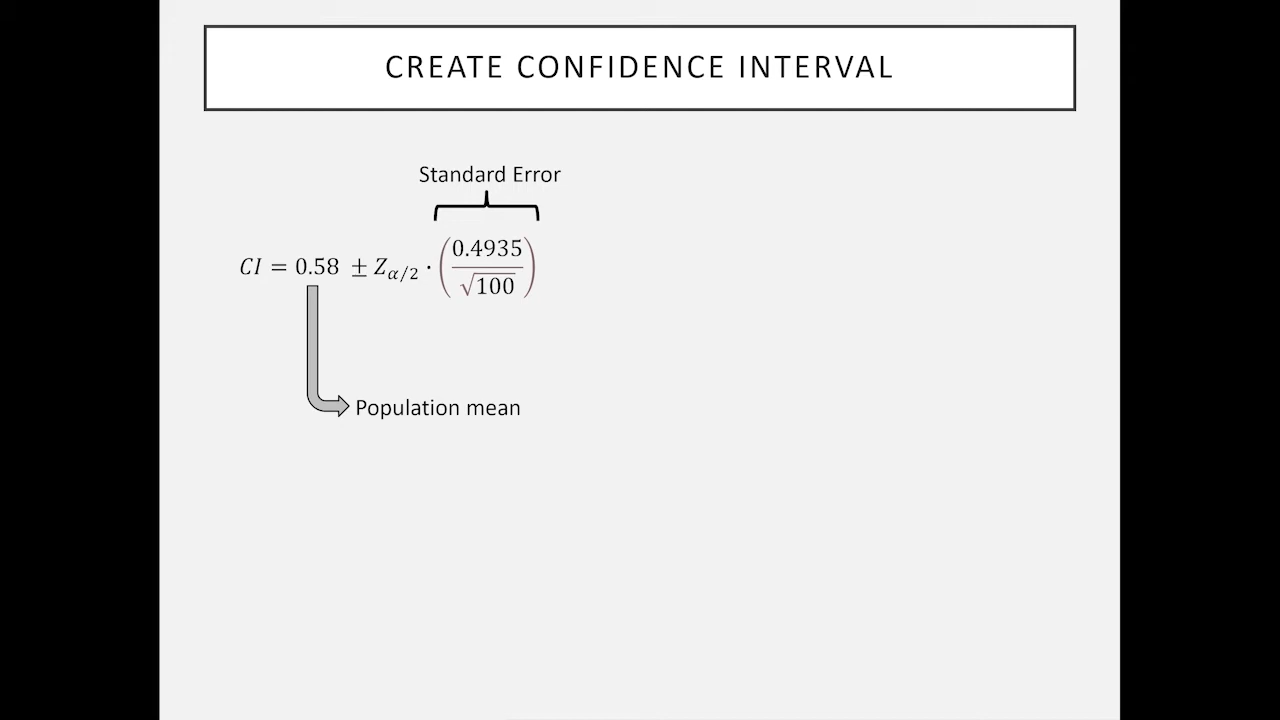 CREATE CONFIDENCE INTERVAL
Standard Error
CI = 0.58 ± Z_{α/2} · (0.4935 / √100)
Population mean